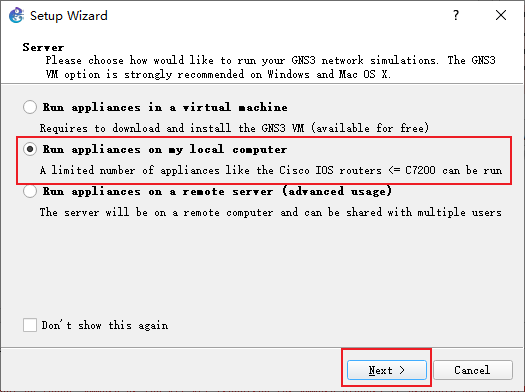 Setup Wizard
?
Server
Please choose how would like to run your GNS3 network simulations. The GNS3
VM option is strongly recommended on Windows and Mac OS X.
Run appliances in a virtual machine
Requires to download and install the GNS3 VM (available for free)
Run appliances on my local computer
A limited number of appliances like the Cisco IOS routers <= C7200 can be run
Run appliances on a remote server (advanced usage)
The server will be on a remote computer and can be shared with multiple users
Don't show this again
Next >
Cancel